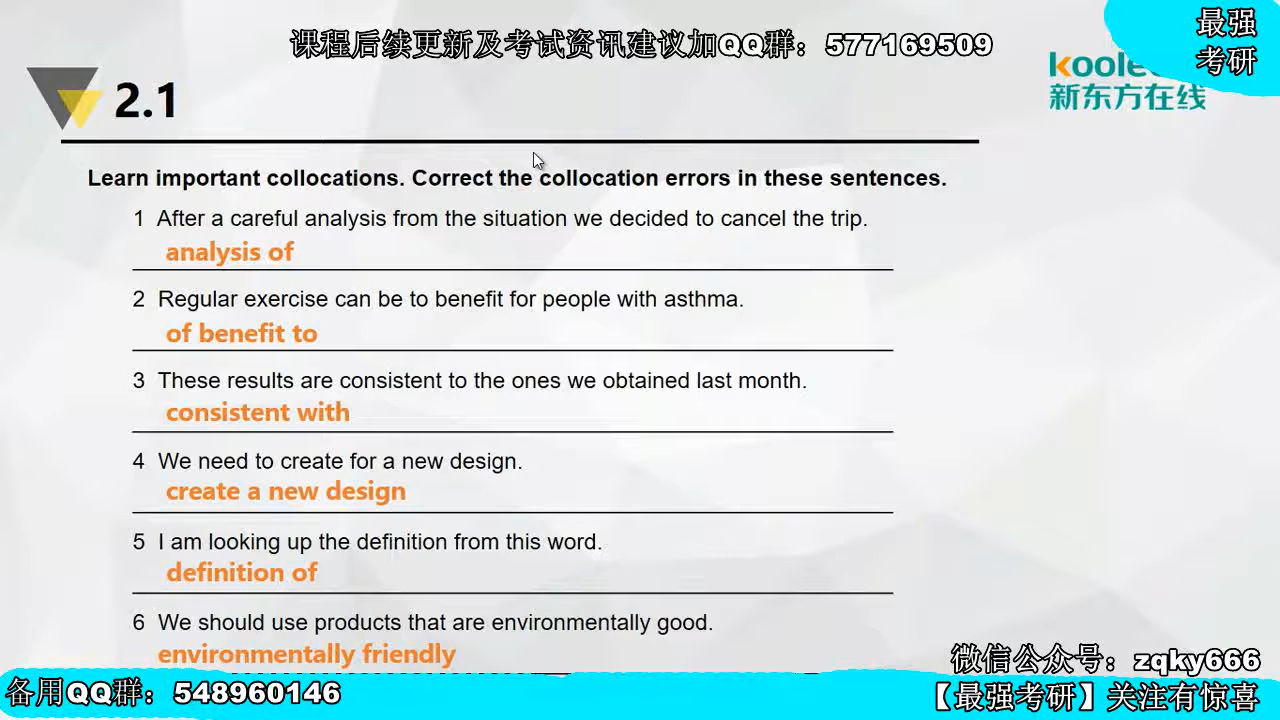 课程后续更新及考试资讯建议加QQ群：577169509
最强
考研
koole
新东方在线
2.1
Learn important collocations. Correct the collocation errors in these sentences.
1 After a careful analysis from the situation we decided to cancel the trip.
analysis of
2 Regular exercise can be to benefit for people with asthma.
of benefit to
3 These results are consistent to the ones we obtained last month.
consistent with
4 We need to create for a new design.
create a new design
5 I am looking up the definition from this word.
definition of
6 We should use products that are environmentally good.
environmentally friendly
微信公众号：zqky666
备用QQ群：548960146
【最强考研】关注有惊喜